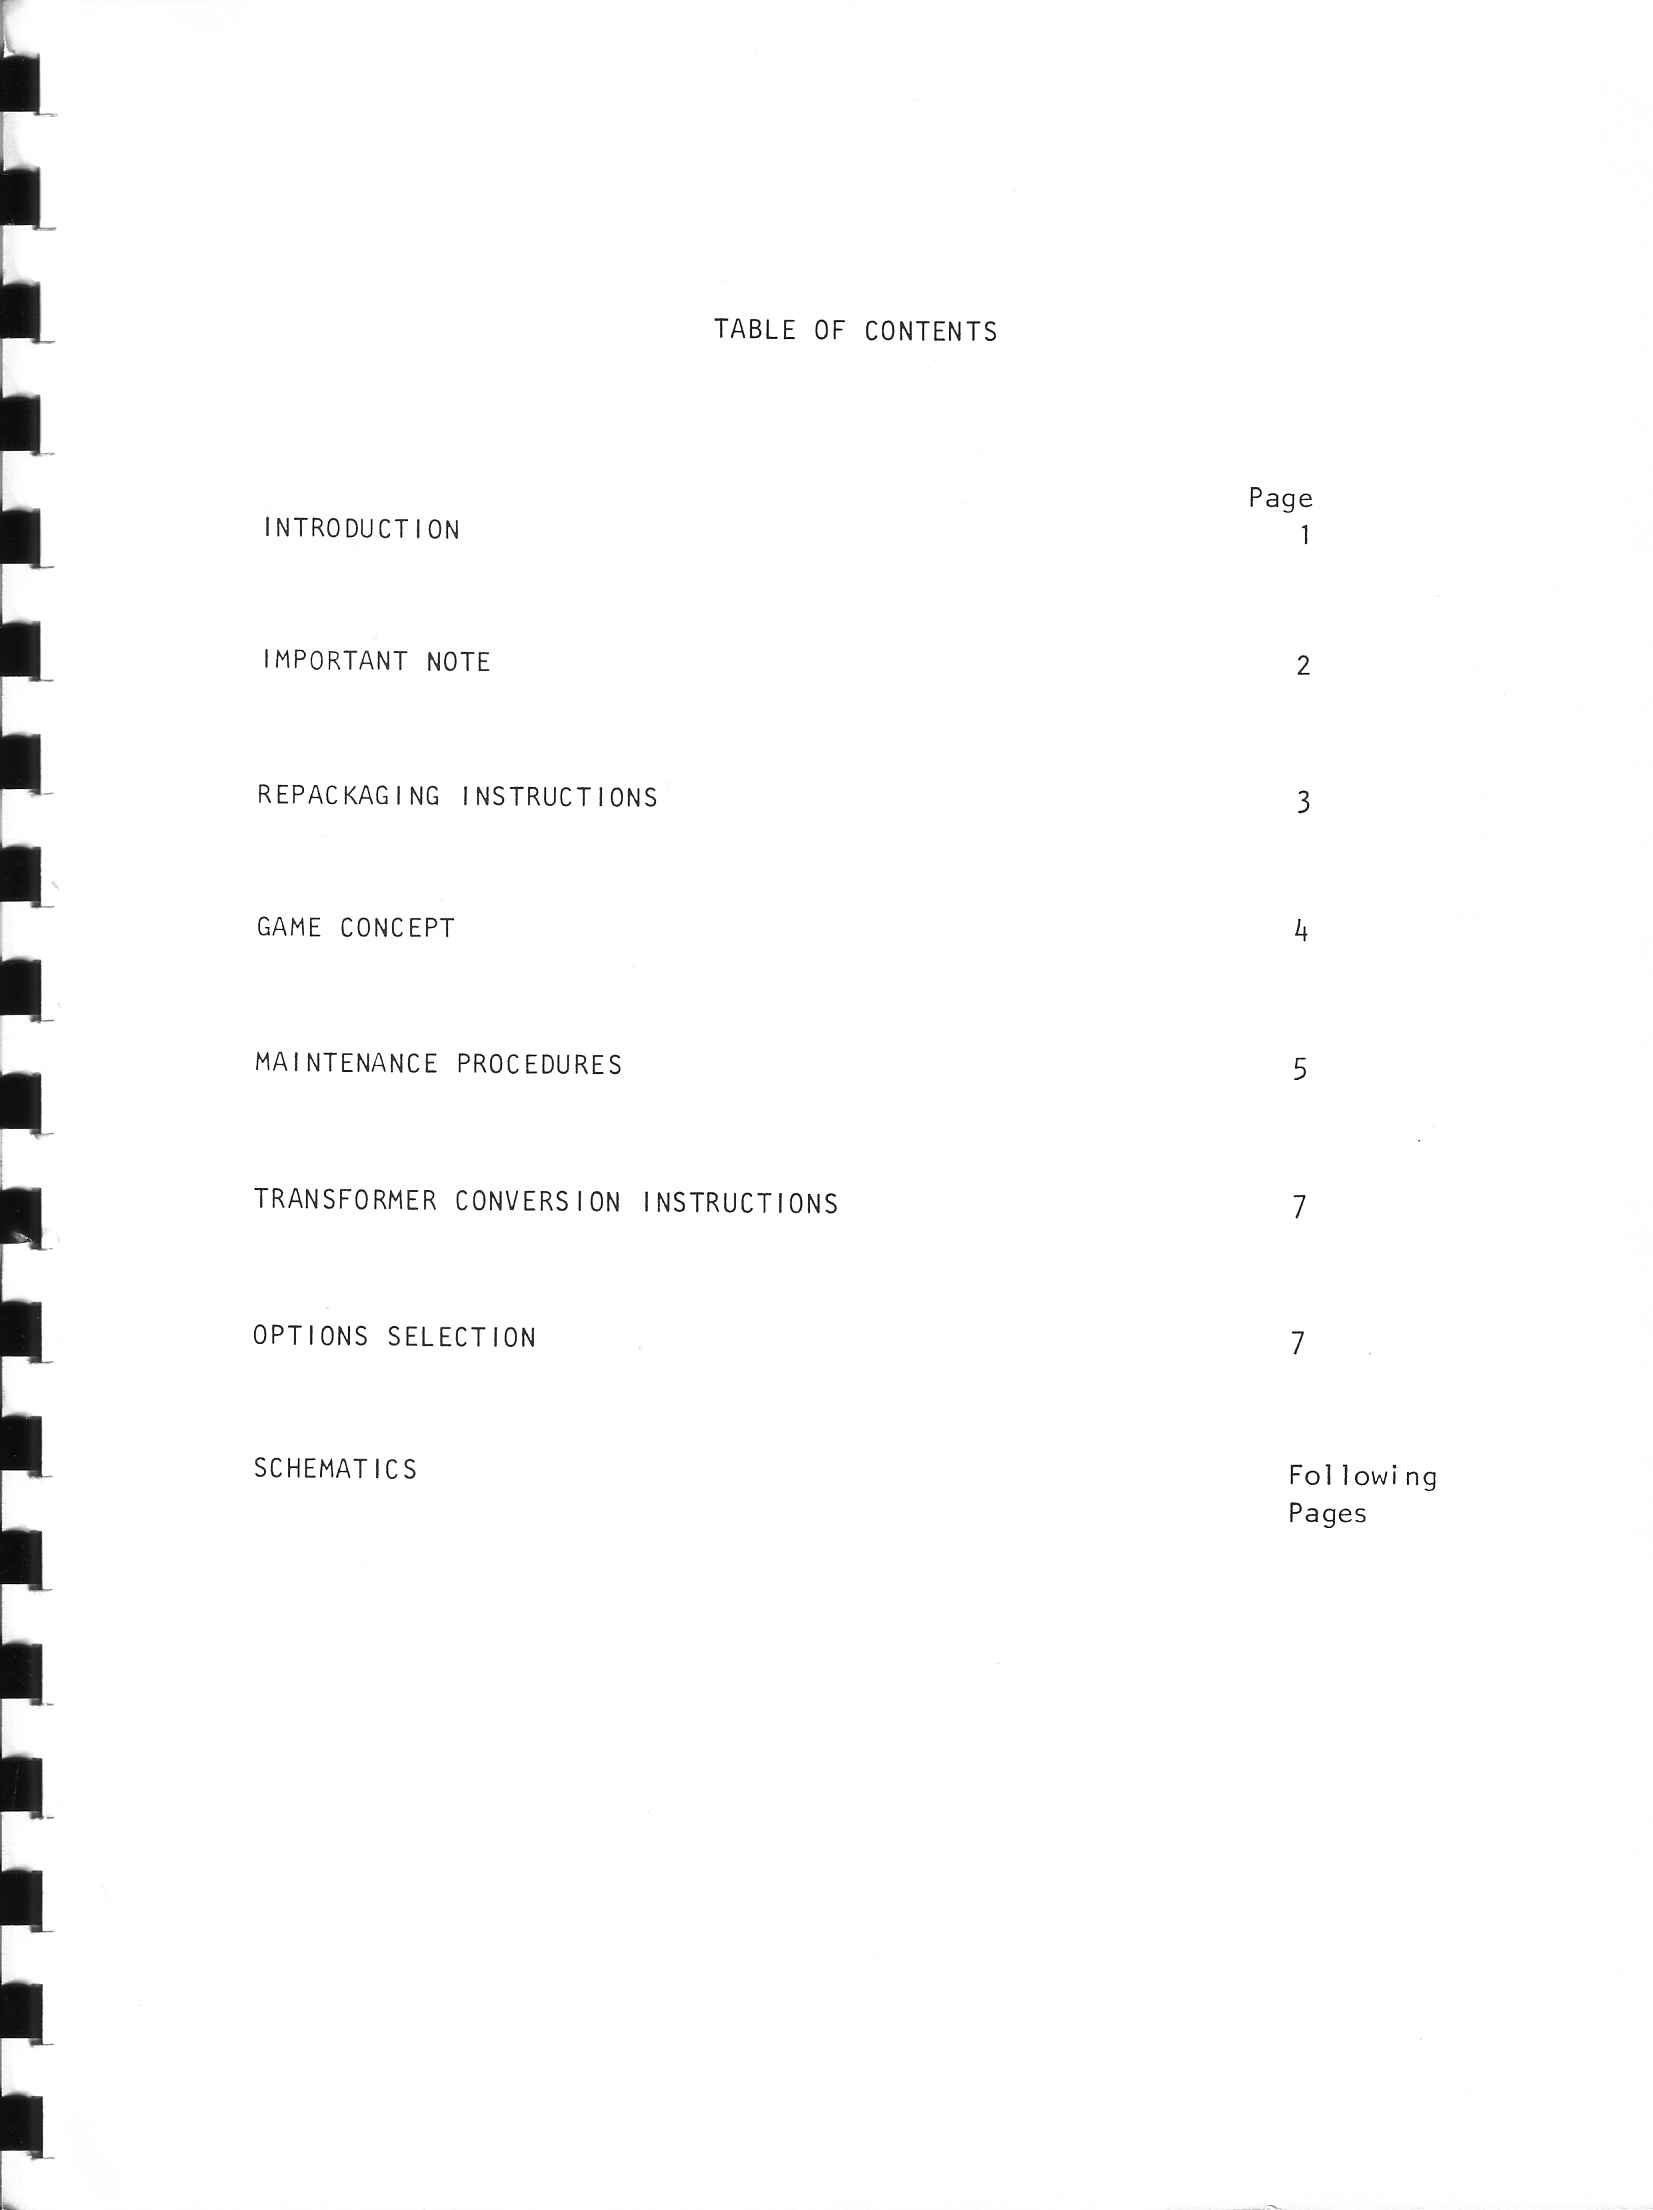 TABLE OF CONTENTS
Page
INTRODUCTION 1
IMPORTANT NOTE 2
REPACKAGING INSTRUCTIONS 3
GAME CONCEPT 4
MAINTENANCE PROCEDURES 5
TRANSFORMER CONVERSION INSTRUCTIONS 7
OPTIONS SELECTION 7
SCHEMATICS Following
Pages